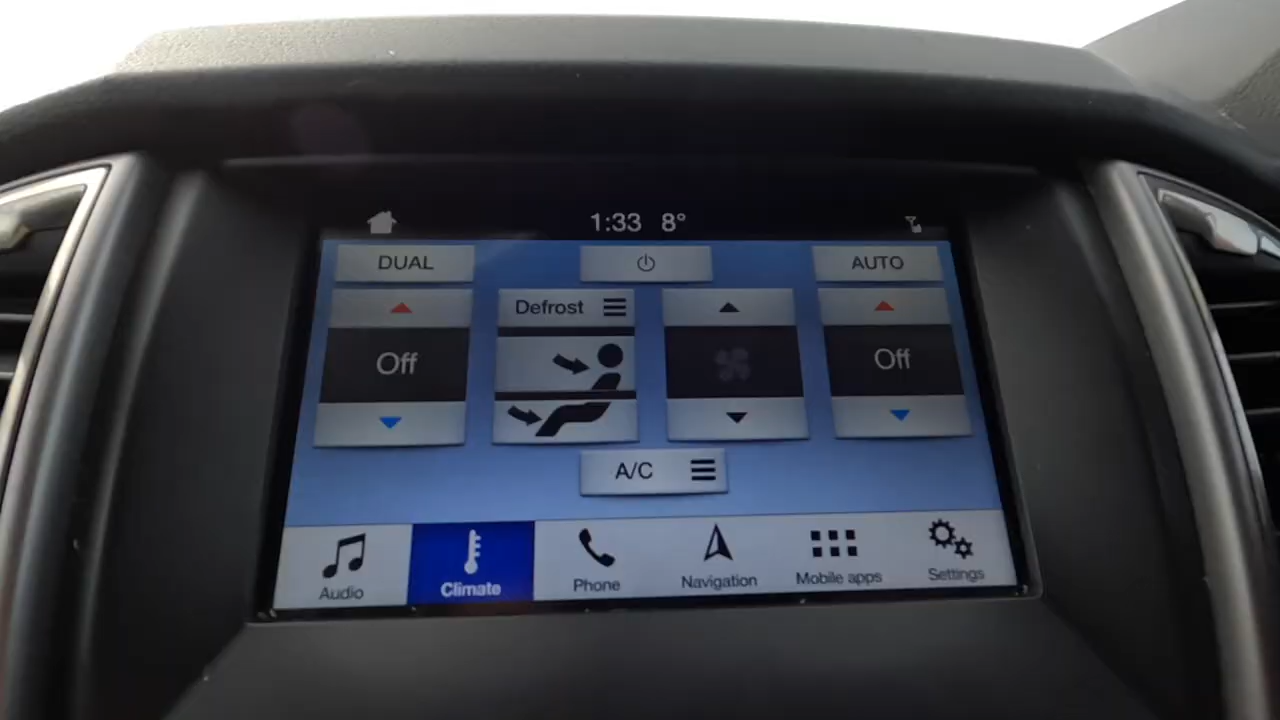 1:33 8°
DUAL
AUTO
Defrost
Off
Off
A/C
Audio
Climate
Phone
Navigation
Mobile apps
Settings